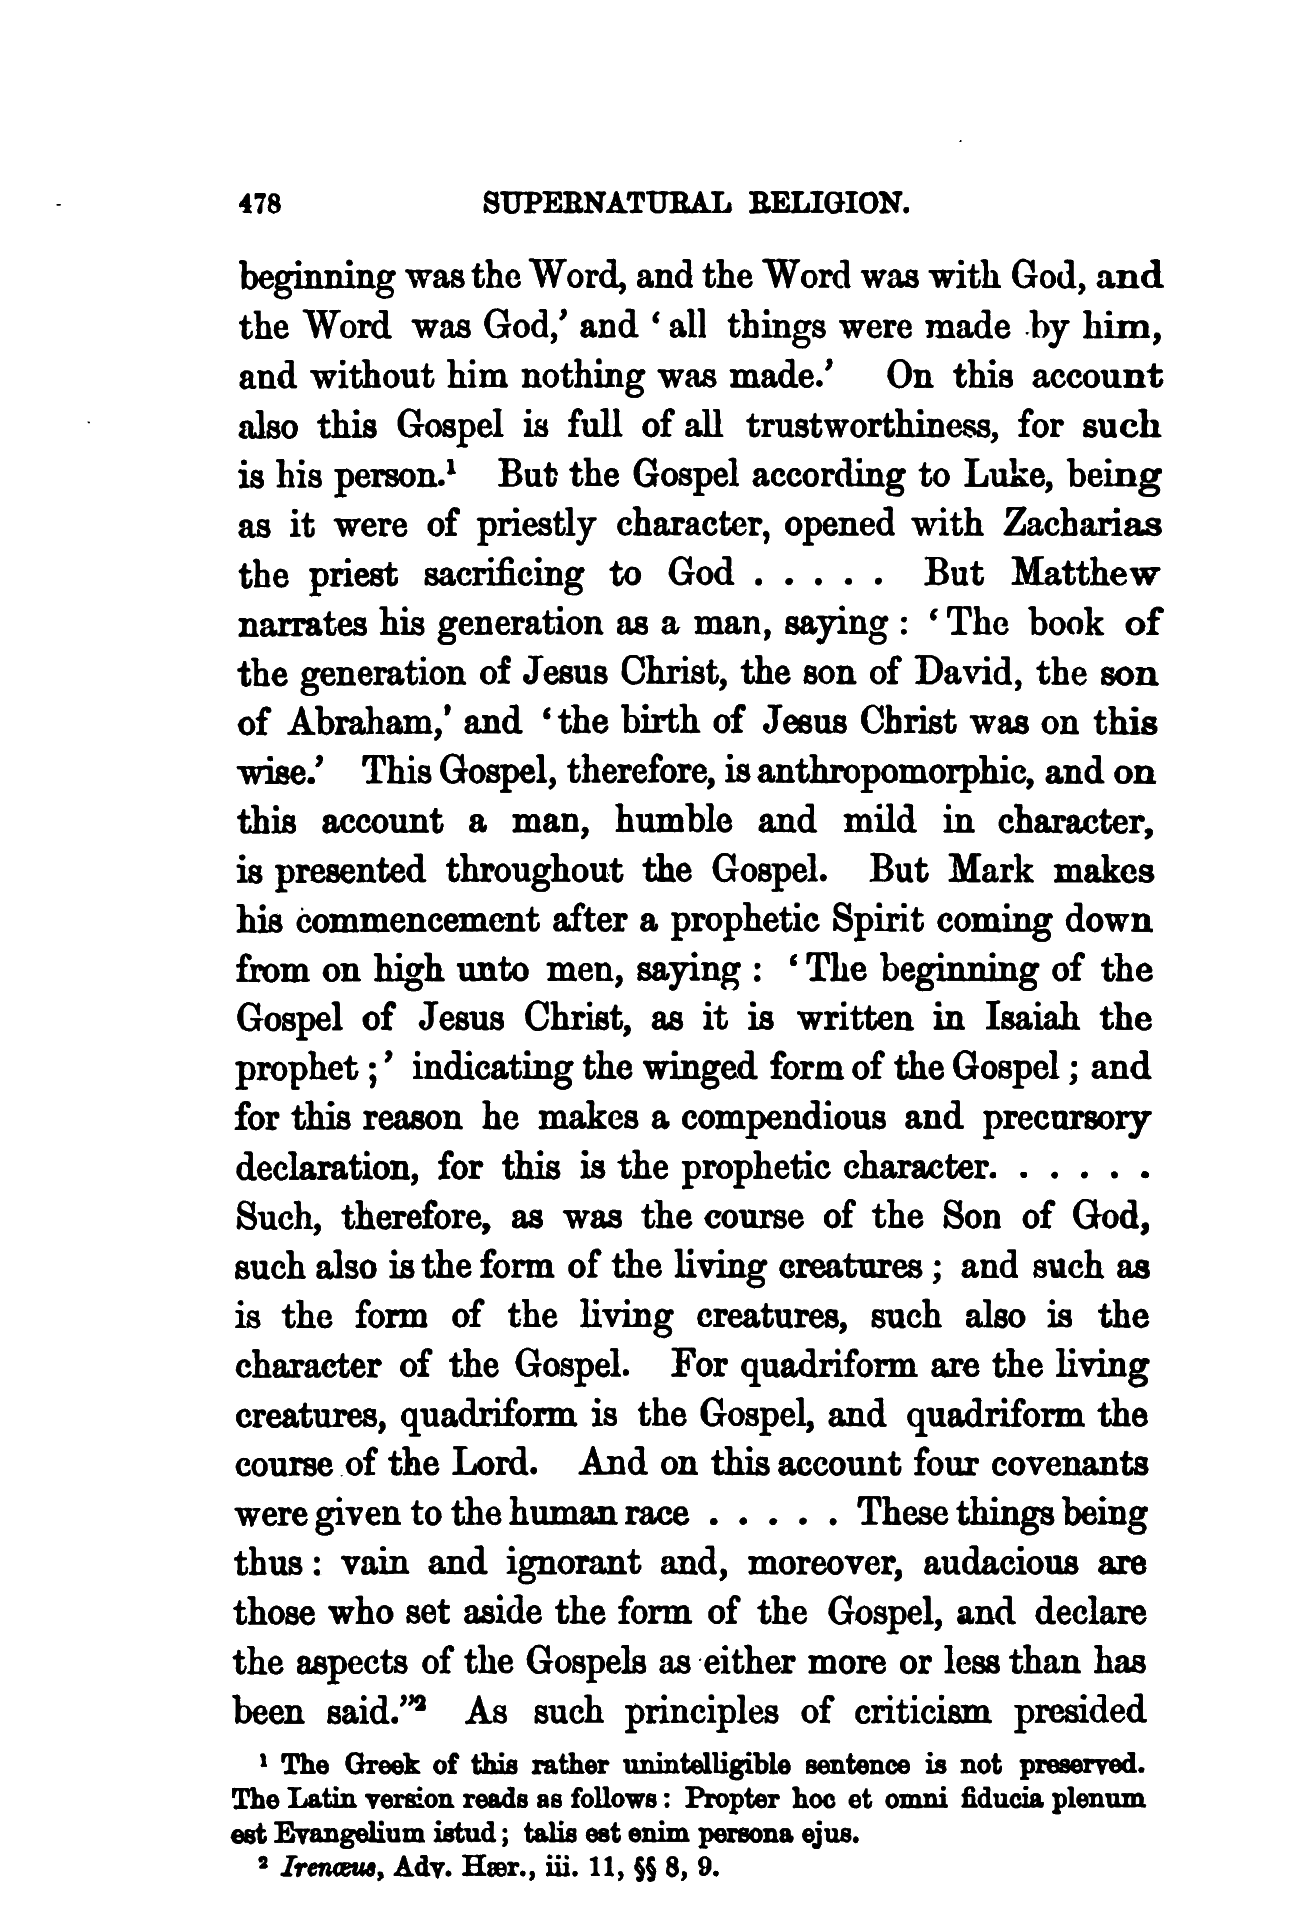 478 SUPERNATURAL RELIGION.
beginning was the Word, and the Word was with God, and
the Word was God,’ and ‘all things were made by him,
and without him nothing was made.’ On this account
also this Gospel is full of all trustworthiness, for such
is his person.¹ But the Gospel according to Luke, being
as it were of priestly character, opened with Zacharias
the priest sacrificing to God . . . . . But Matthew
narrates his generation as a man, saying : ‘The book of
the generation of Jesus Christ, the son of David, the son
of Abraham,’ and ‘the birth of Jesus Christ was on this
wise.’ This Gospel, therefore, is anthropomorphic, and on
this account a man, humble and mild in character,
is presented throughout the Gospel. But Mark makes
his commencement after a prophetic Spirit coming down
from on high unto men, saying : ‘The beginning of the
Gospel of Jesus Christ, as it is written in Isaiah the
prophet ;’ indicating the winged form of the Gospel ; and
for this reason he makes a compendious and precursory
declaration, for this is the prophetic character. . . . . .
Such, therefore, as was the course of the Son of God,
such also is the form of the living creatures ; and such as
is the form of the living creatures, such also is the
character of the Gospel. For quadriform are the living
creatures, quadriform is the Gospel, and quadriform the
course of the Lord. And on this account four covenants
were given to the human race . . . . . These things being
thus : vain and ignorant and, moreover, audacious are
those who set aside the form of the Gospel, and declare
the aspects of the Gospels as either more or less than has
been said.”² As such principles of criticism presided
¹ The Greek of this rather unintelligible sentence is not preserved.
The Latin version reads as follows : Propter hoc et omni fiducia plenum
est Evangelium istud ; talis est enim persona ejus.
² Irenæus, Adv. Hær., iii. 11, §§ 8, 9.